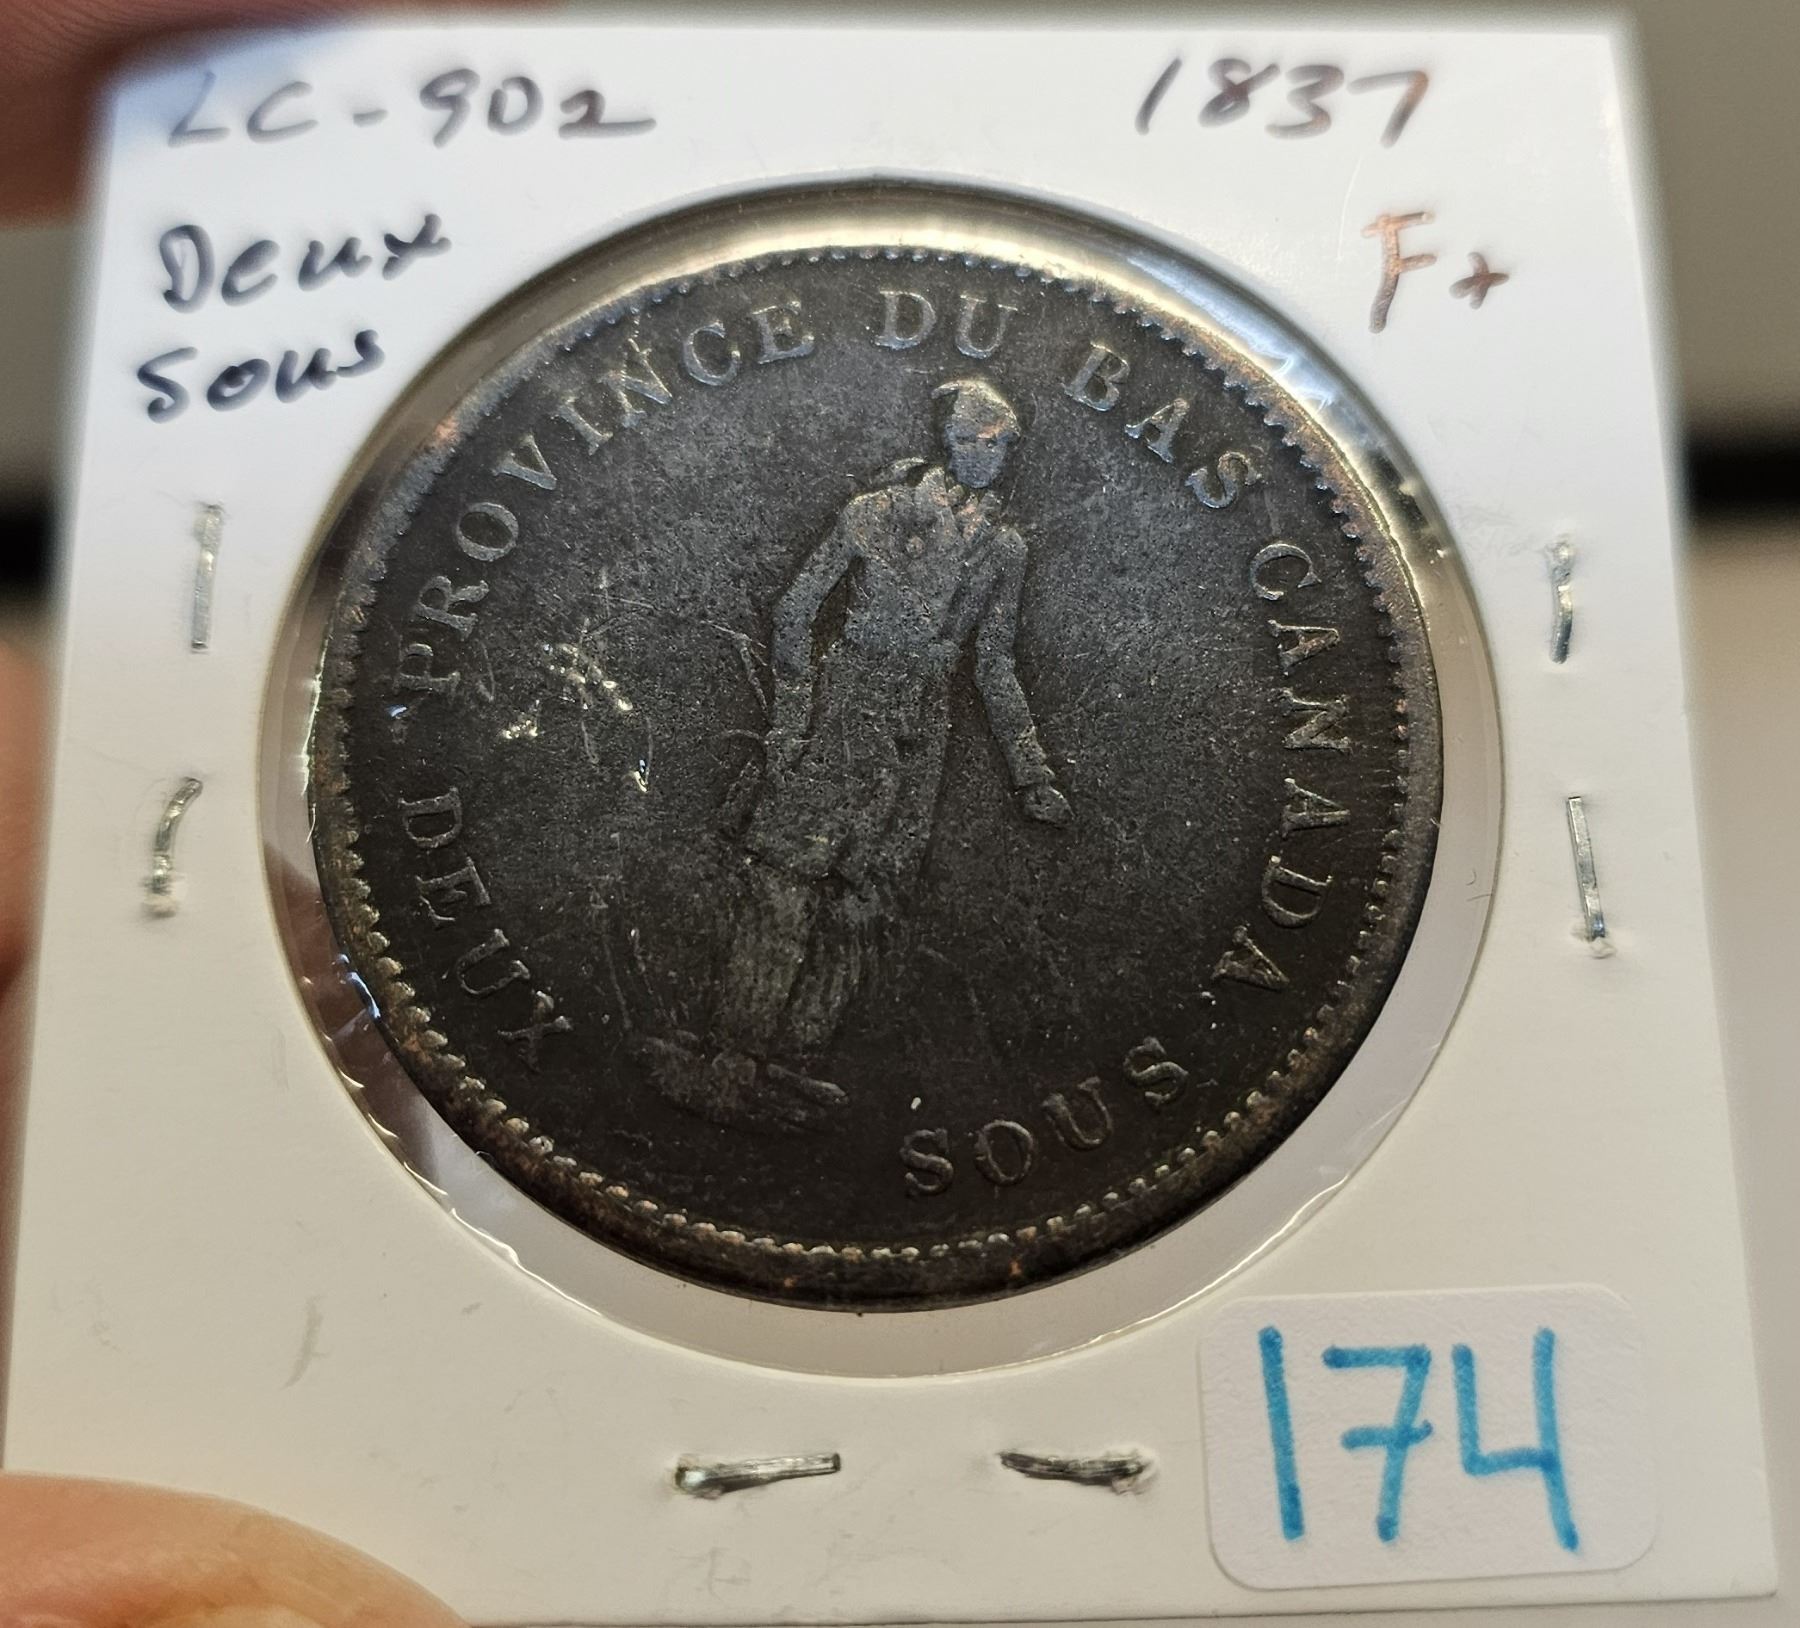 LC-902 1837
Deux F+
Sous
PROVINCE DU BAS CANADA
DEUX SOUS
174